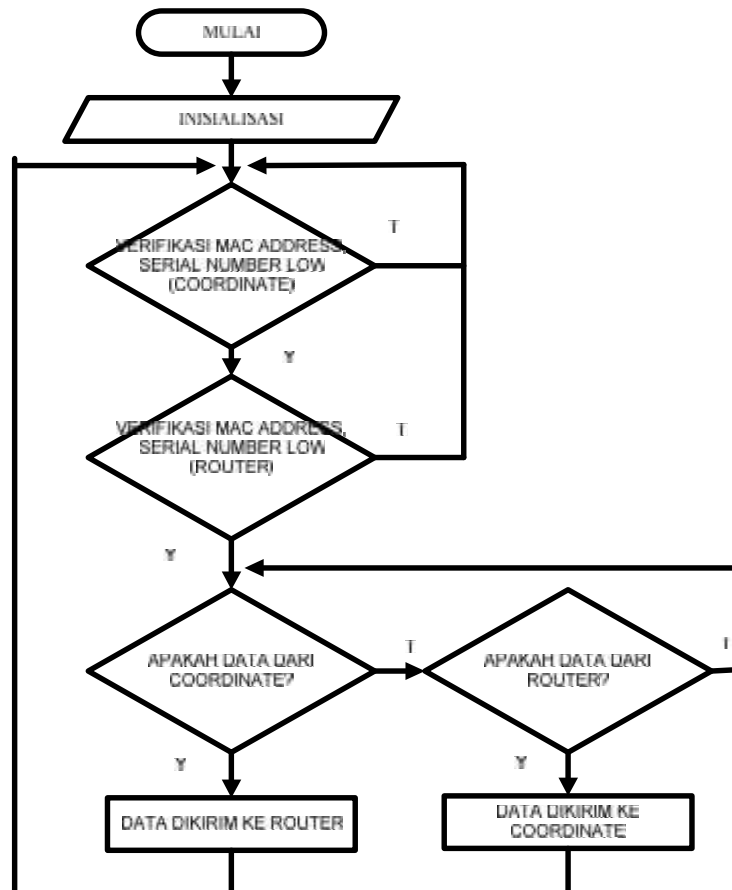 MULAI
INISIALISASI
VERIFIKASI MAC ADDRESS,
SERIAL NUMBER LOW
(COORDINATE)
T
Y
VERIFIKASI MAC ADDRESS,
SERIAL NUMBER LOW
(ROUTER)
T
Y
APAKAH DATA DARI
COORDINATE?
T
APAKAH DATA DARI
ROUTER?
Y
Y
DATA DIKIRIM KE ROUTER
DATA DIKIRIM KE
COORDINATE